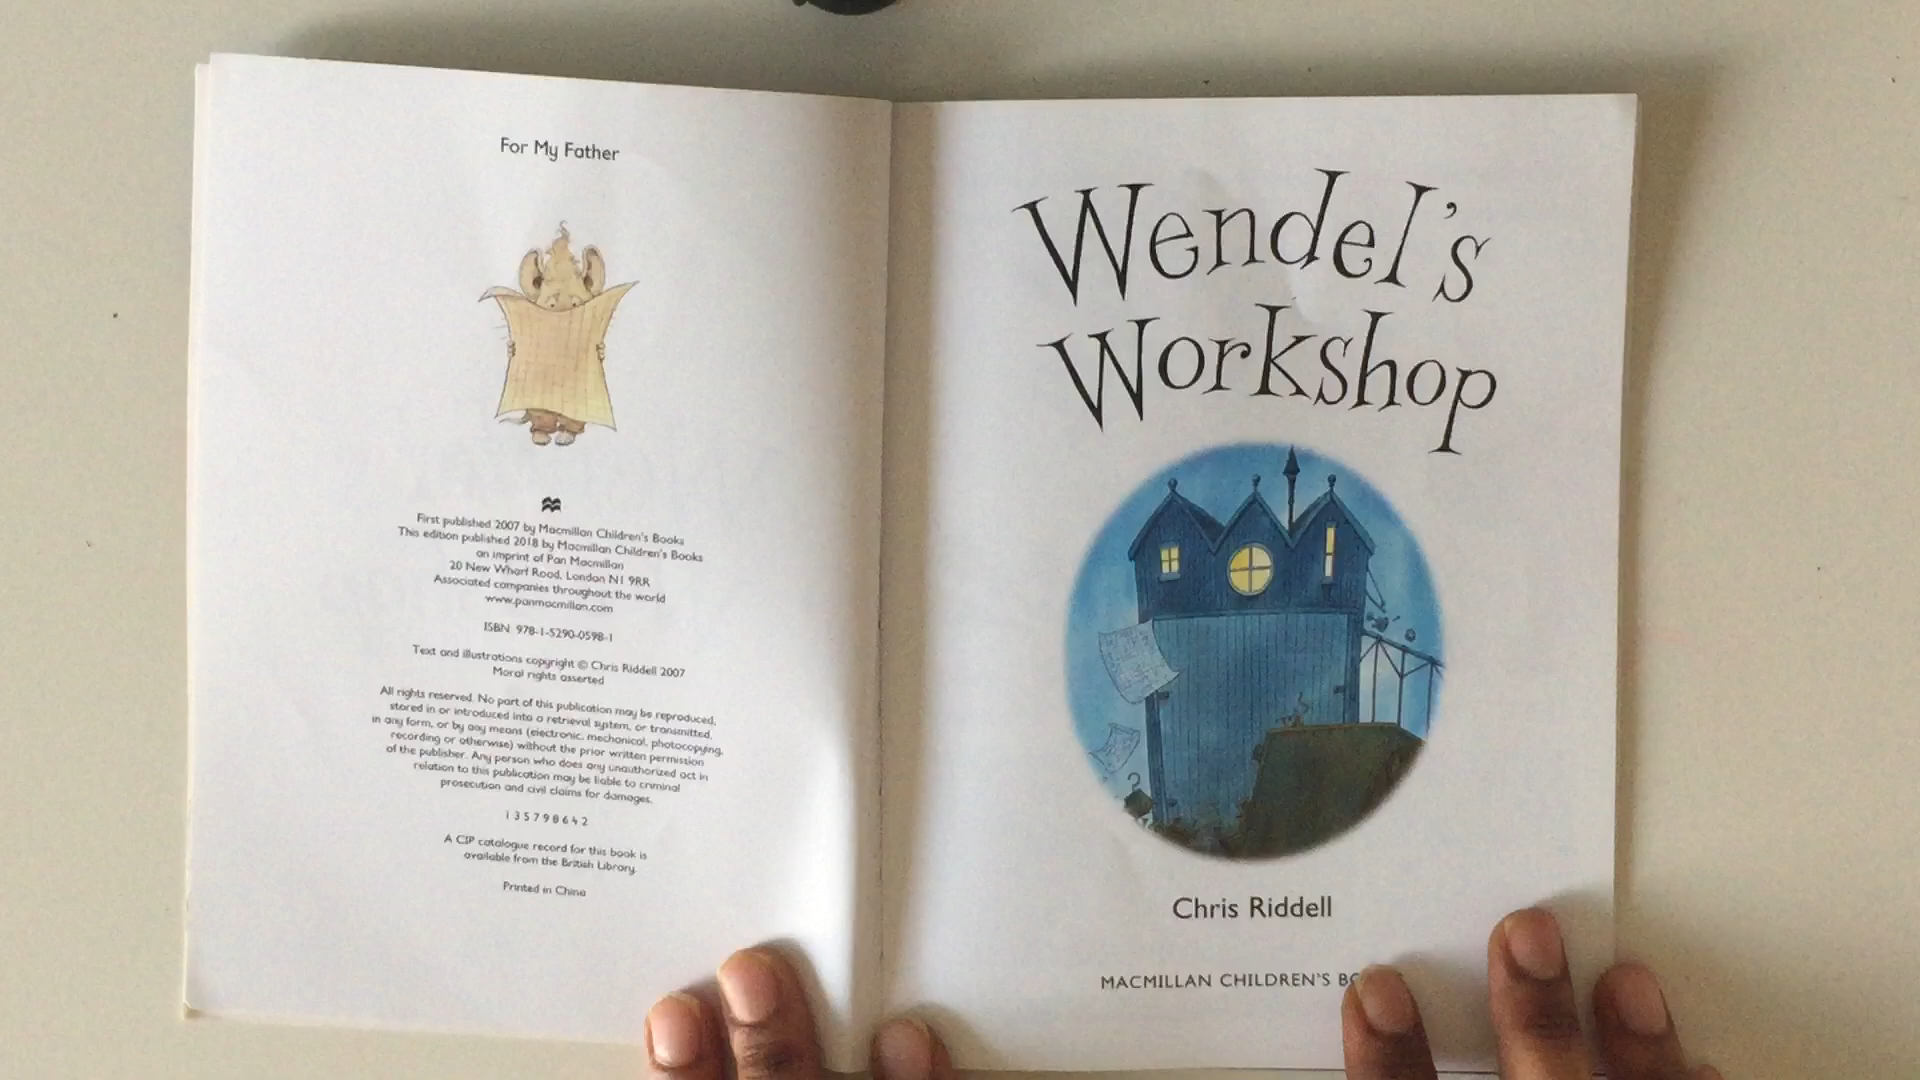 For My Father
First published 2007 by Macmillan Children's Books
This edition published 2018 by Macmillan Children's Books
an imprint of Pan Macmillan
20 New Wharf Road, London N1 9RR
Associated companies throughout the world
www.panmacmillan.com
ISBN 978-1-5290-0598-1
Text and illustrations copyright © Chris Riddell 2007
Moral rights asserted
All rights reserved. No part of this publication may be reproduced,
stored in or introduced into a retrieval system, or transmitted,
in any form, or by any means (electronic, mechanical, photocopying,
recording or otherwise) without the prior written permission
of the publisher. Any person who does any unauthorized act in
relation to this publication may be liable to criminal
prosecution and civil claims for damages.
1 3 5 7 9 8 6 4 2
A CIP catalogue record for this book is
available from the British Library.
Printed in China
Wendel's
Workshop
Chris Riddell
MACMILLAN CHILDREN'S